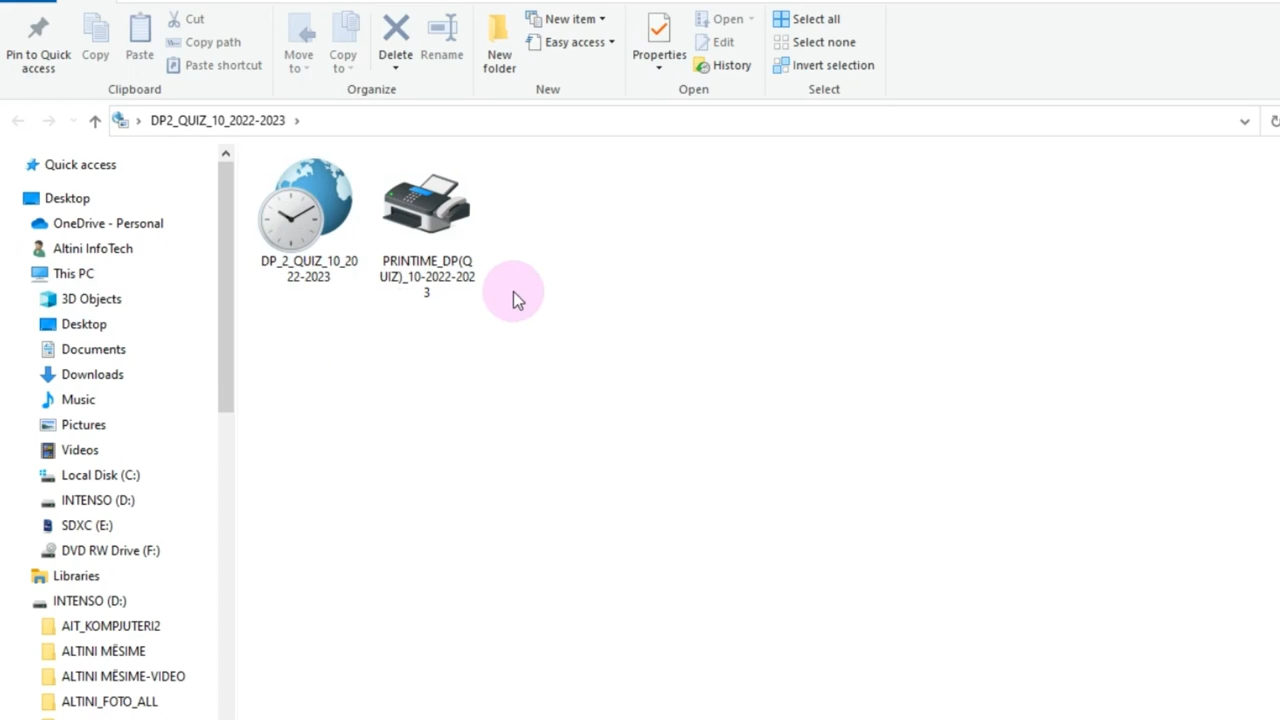 Pin to Quick
access
Copy
Paste
Cut
Copy path
Paste shortcut
Clipboard
Move
to
Copy
to
Delete
Rename
Organize
New
folder
New item
Easy access
New
Properties
Open
Edit
History
Open
Select all
Select none
Invert selection
Select
DP2_QUIZ_10_2022-2023
Quick access
Desktop
OneDrive - Personal
Altini InfoTech
This PC
3D Objects
Desktop
Documents
Downloads
Music
Pictures
Videos
Local Disk (C:)
INTENSO (D:)
SDXC (E:)
DVD RW Drive (F:)
Libraries
INTENSO (D:)
AIT_KOMPJUTERI2
ALTINI MËSIME
ALTINI MËSIME-VIDEO
ALTINI_FOTO_ALL
DP_2_QUIZ_10_20
22-2023
PRINTIME_DP(Q
UIZ)_10-2022-202
3